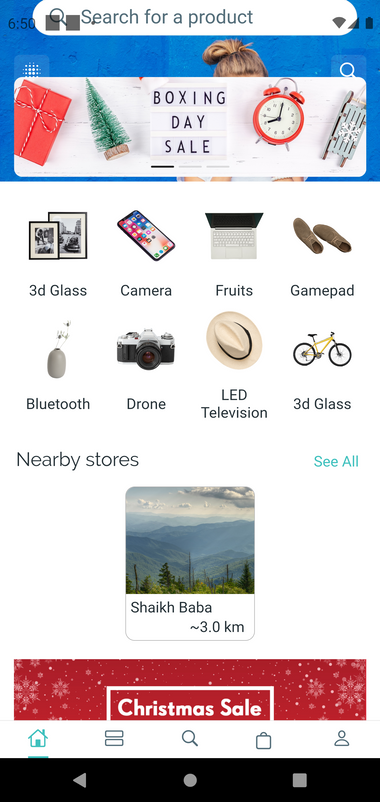 6:50
Search for a product
BOXING
DAY
SALE
3d Glass
Camera
Fruits
Gamepad
Bluetooth
Drone
LED
Television
3d Glass
Nearby stores
See All
Shaikh Baba
~3.0 km
Christmas Sale